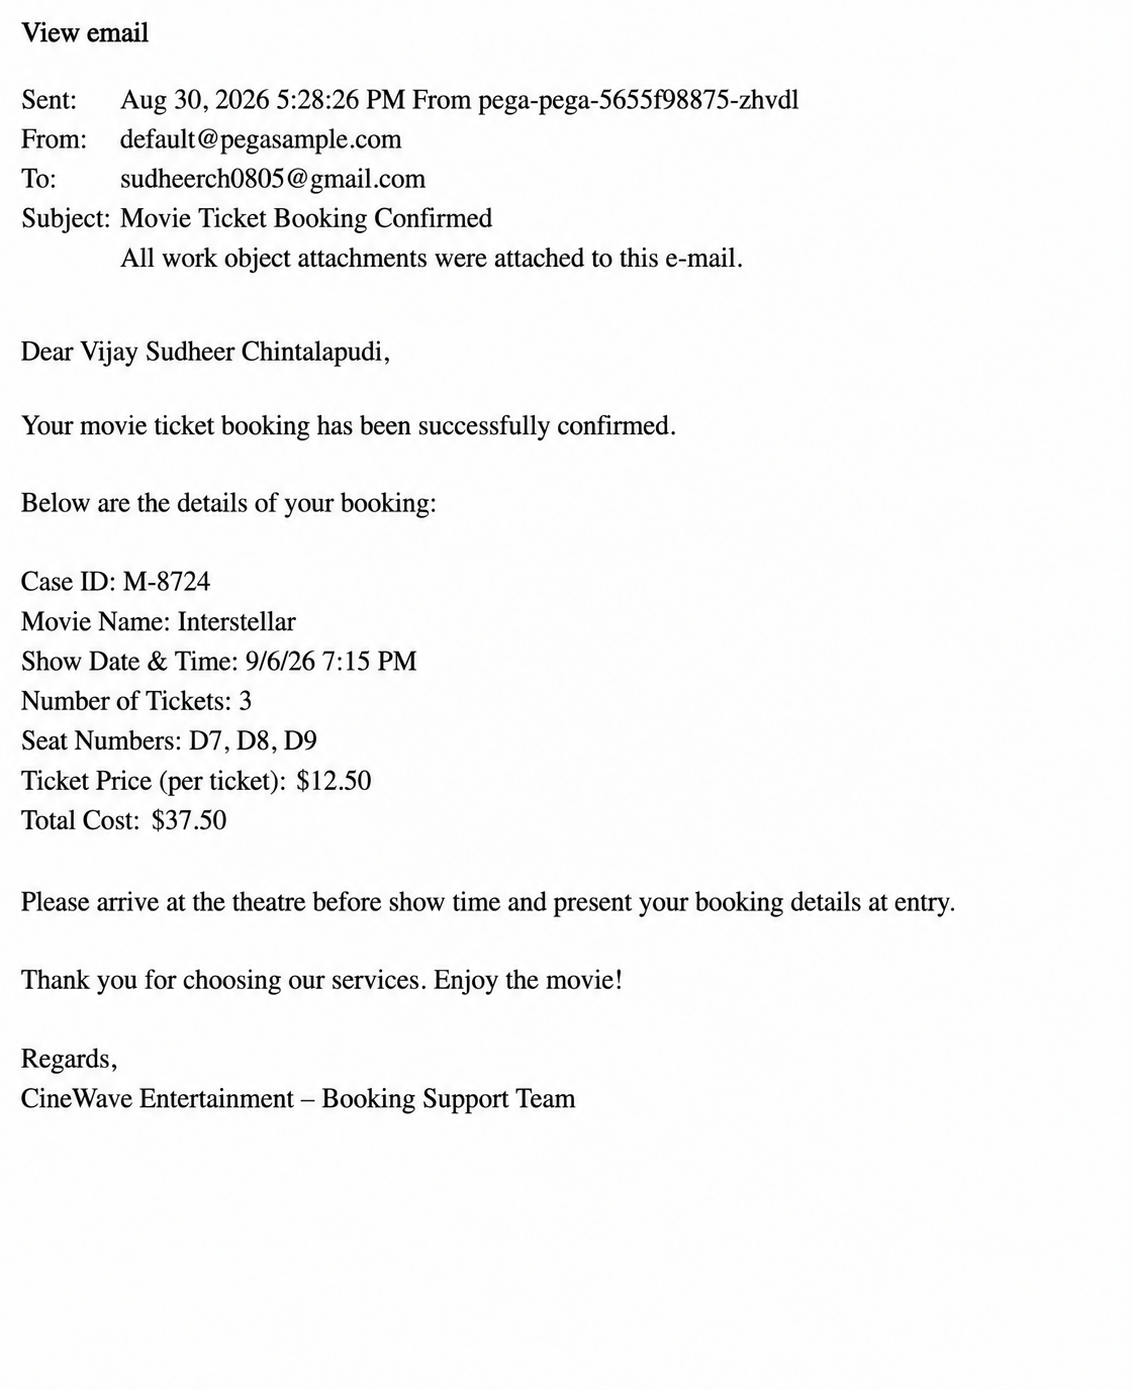 View email
Sent: Aug 30, 2026 5:28:26 PM From pega-pega-5655f98875-zhvdl
From: default@pegasample.com
To: sudheerch0805@gmail.com
Subject: Movie Ticket Booking Confirmed
All work object attachments were attached to this e-mail.
Dear Vijay Sudheer Chintalapudi,
Your movie ticket booking has been successfully confirmed.
Below are the details of your booking:
Case ID: M-8724
Movie Name: Interstellar
Show Date & Time: 9/6/26 7:15 PM
Number of Tickets: 3
Seat Numbers: D7, D8, D9
Ticket Price (per ticket): $12.50
Total Cost: $37.50
Please arrive at the theatre before show time and present your booking details at entry.
Thank you for choosing our services. Enjoy the movie!
Regards,
CineWave Entertainment – Booking Support Team